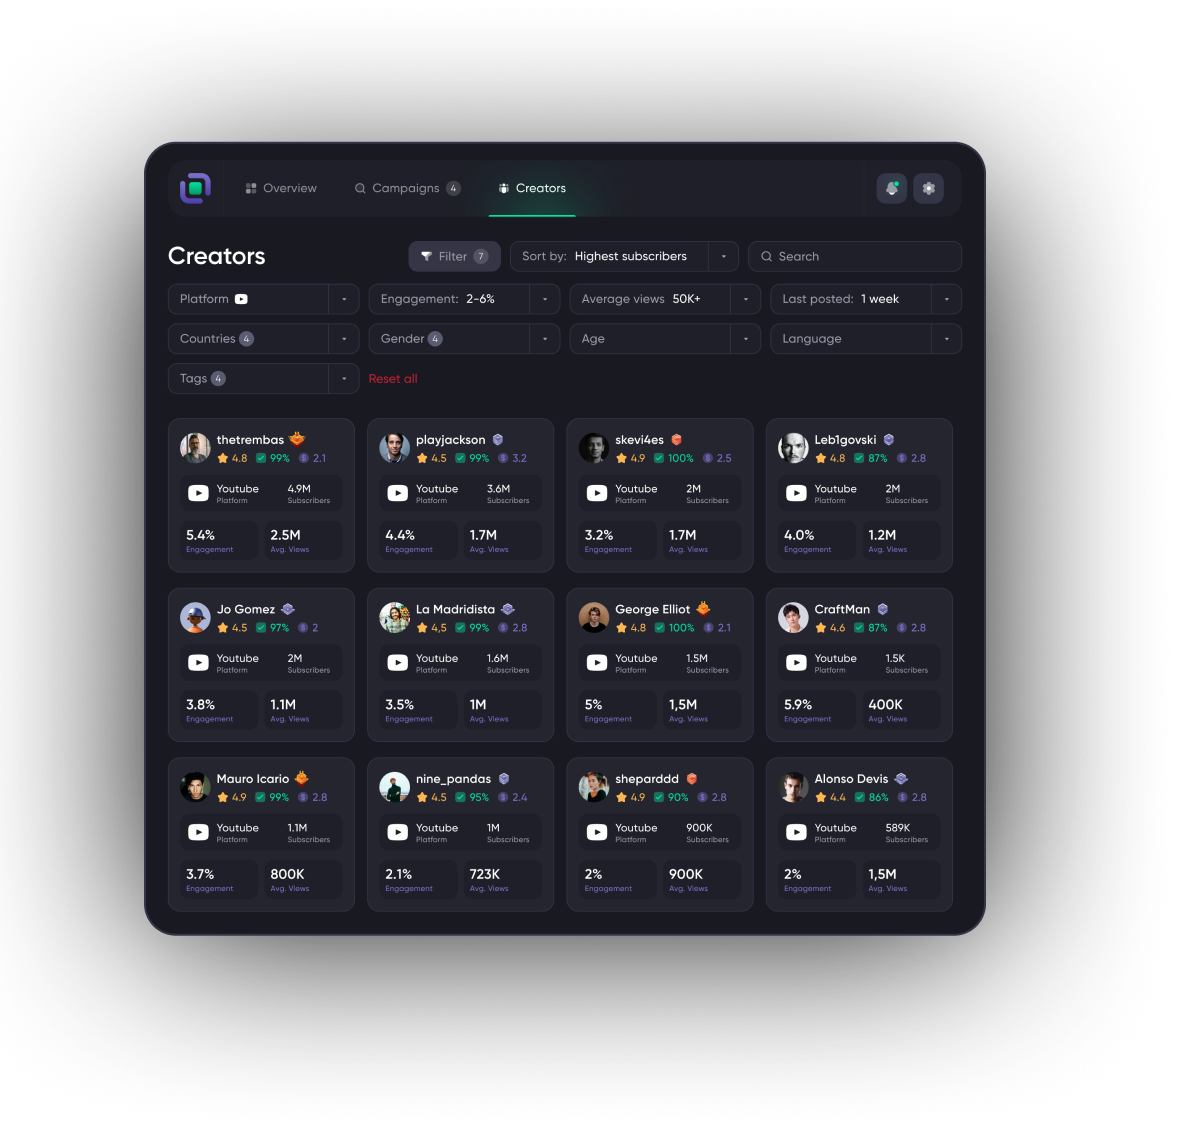 Overview Campaigns 4 Creators
Creators Filter 7 Sort by: Highest subscribers Search
Platform Engagement: 2-6% Average views 50K+ Last posted: 1 week
Countries 4 Gender 4 Age Language
Tags 4 Reset all
thetrembas playjackson skevi4es Leb1govski
4.8 99% 2.1 4.5 99% 3.2 4.9 100% 2.5 4.8 87% 2.8
Youtube 4.9M Youtube 3.6M Youtube 2M Youtube 2M
Platform Subscribers Platform Subscribers Platform Subscribers Platform Subscribers
5.4% 2.5M 4.4% 1.7M 3.2% 1.7M 4.0% 1.2M
Engagement Avg. Views Engagement Avg. Views Engagement Avg. Views Engagement Avg. Views
Jo Gomez La Madridista George Elliot CraftMan
4.5 97% 2 4,5 99% 2.8 4.8 100% 2.1 4.6 87% 2.8
Youtube 2M Youtube 1.6M Youtube 1.5M Youtube 1.5K
Platform Subscribers Platform Subscribers Platform Subscribers Platform Subscribers
3.8% 1.1M 3.5% 1M 5% 1,5M 5.9% 400K
Engagement Avg. Views Engagement Avg. Views Engagement Avg. Views Engagement Avg. Views
Mauro Icario nine_pandas sheparddd Alonso Devis
4.9 99% 2.8 4.5 95% 2.4 4.9 90% 2.8 4.4 86% 2.8
Youtube 1.1M Youtube 1M Youtube 900K Youtube 589K
Platform Subscribers Platform Subscribers Platform Subscribers Platform Subscribers
3.7% 800K 2.1% 723K 2% 900K 2% 1,5M
Engagement Avg. Views Engagement Avg. Views Engagement Avg. Views Engagement Avg. Views